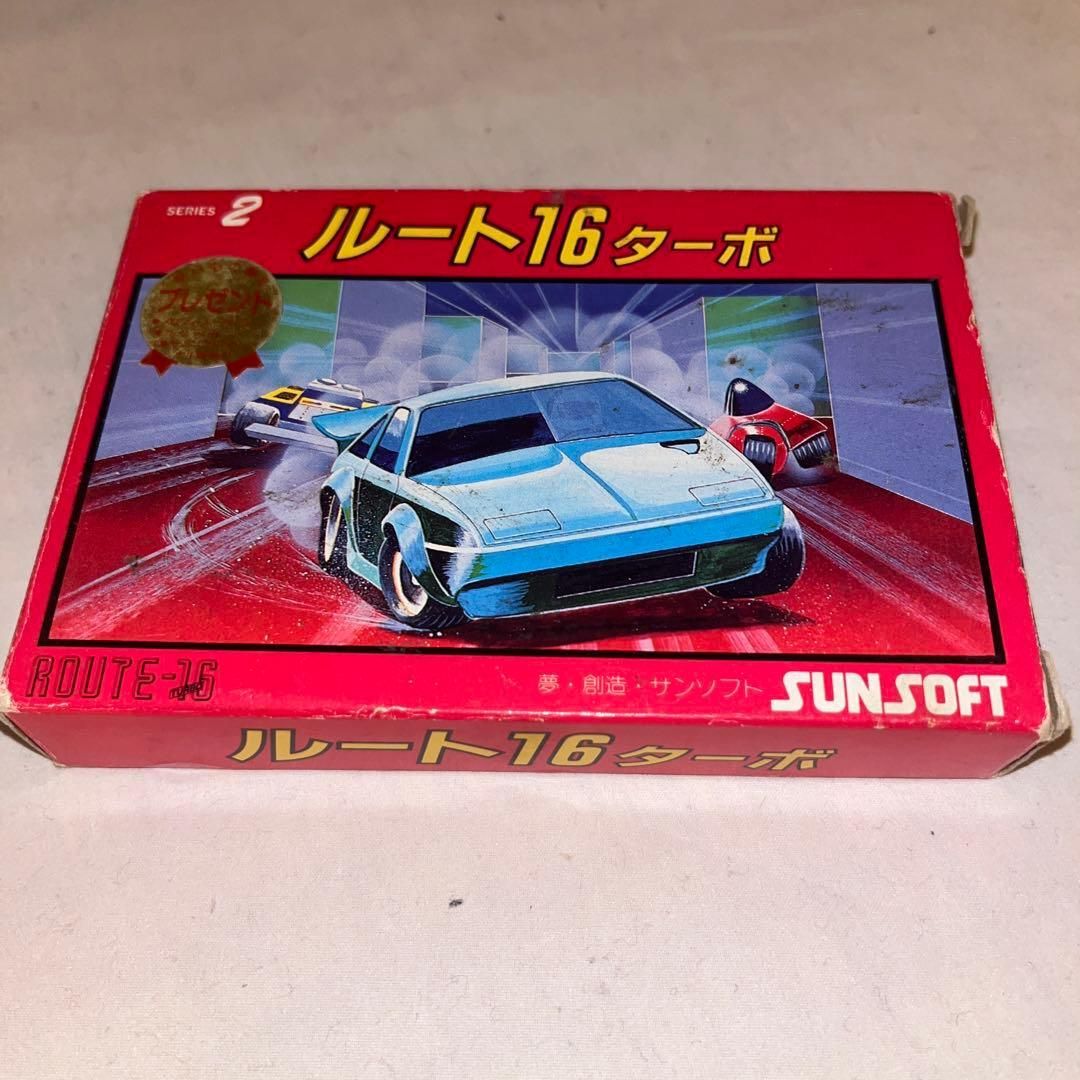 SERIES 2
ルート16ターボ
プレゼント
ROUTE-16
TURBO
夢・創造・サンソフト
SUNSOFT
ルート16ターボ